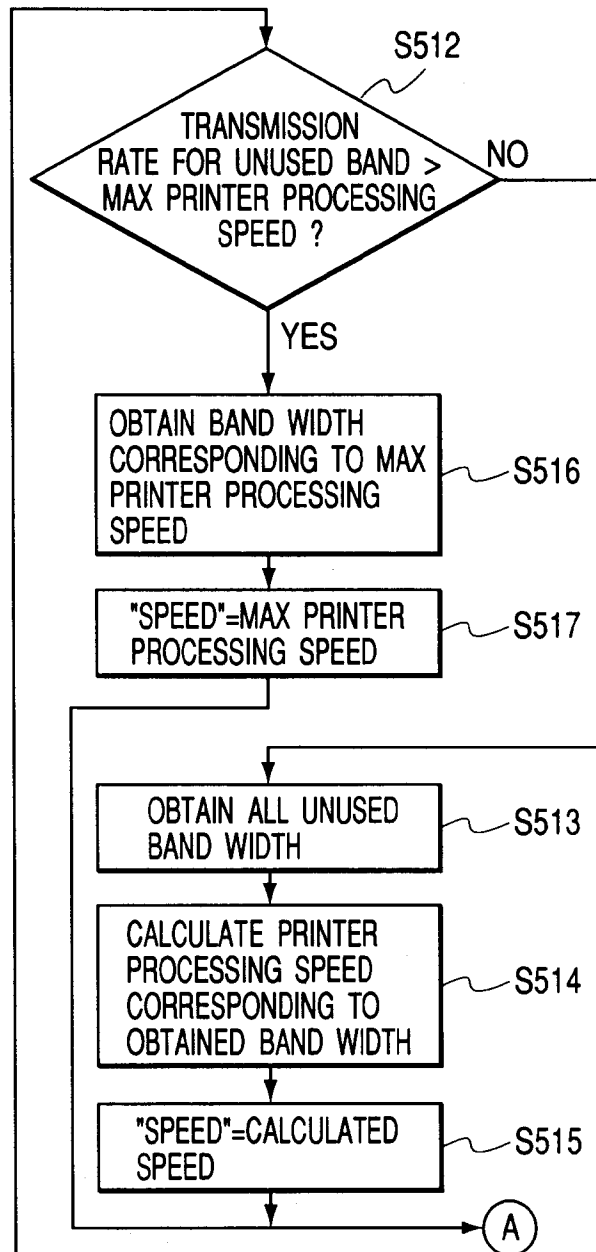 S512
TRANSMISSION
RATE FOR UNUSED BAND >
MAX PRINTER PROCESSING
SPEED ?
NO
YES
OBTAIN BAND WIDTH
CORRESPONDING TO MAX
PRINTER PROCESSING
SPEED
S516
"SPEED"=MAX PRINTER
PROCESSING SPEED
S517
OBTAIN ALL UNUSED
BAND WIDTH
S513
CALCULATE PRINTER
PROCESSING SPEED
CORRESPONDING TO
OBTAINED BAND WIDTH
S514
"SPEED"=CALCULATED
SPEED
S515
A